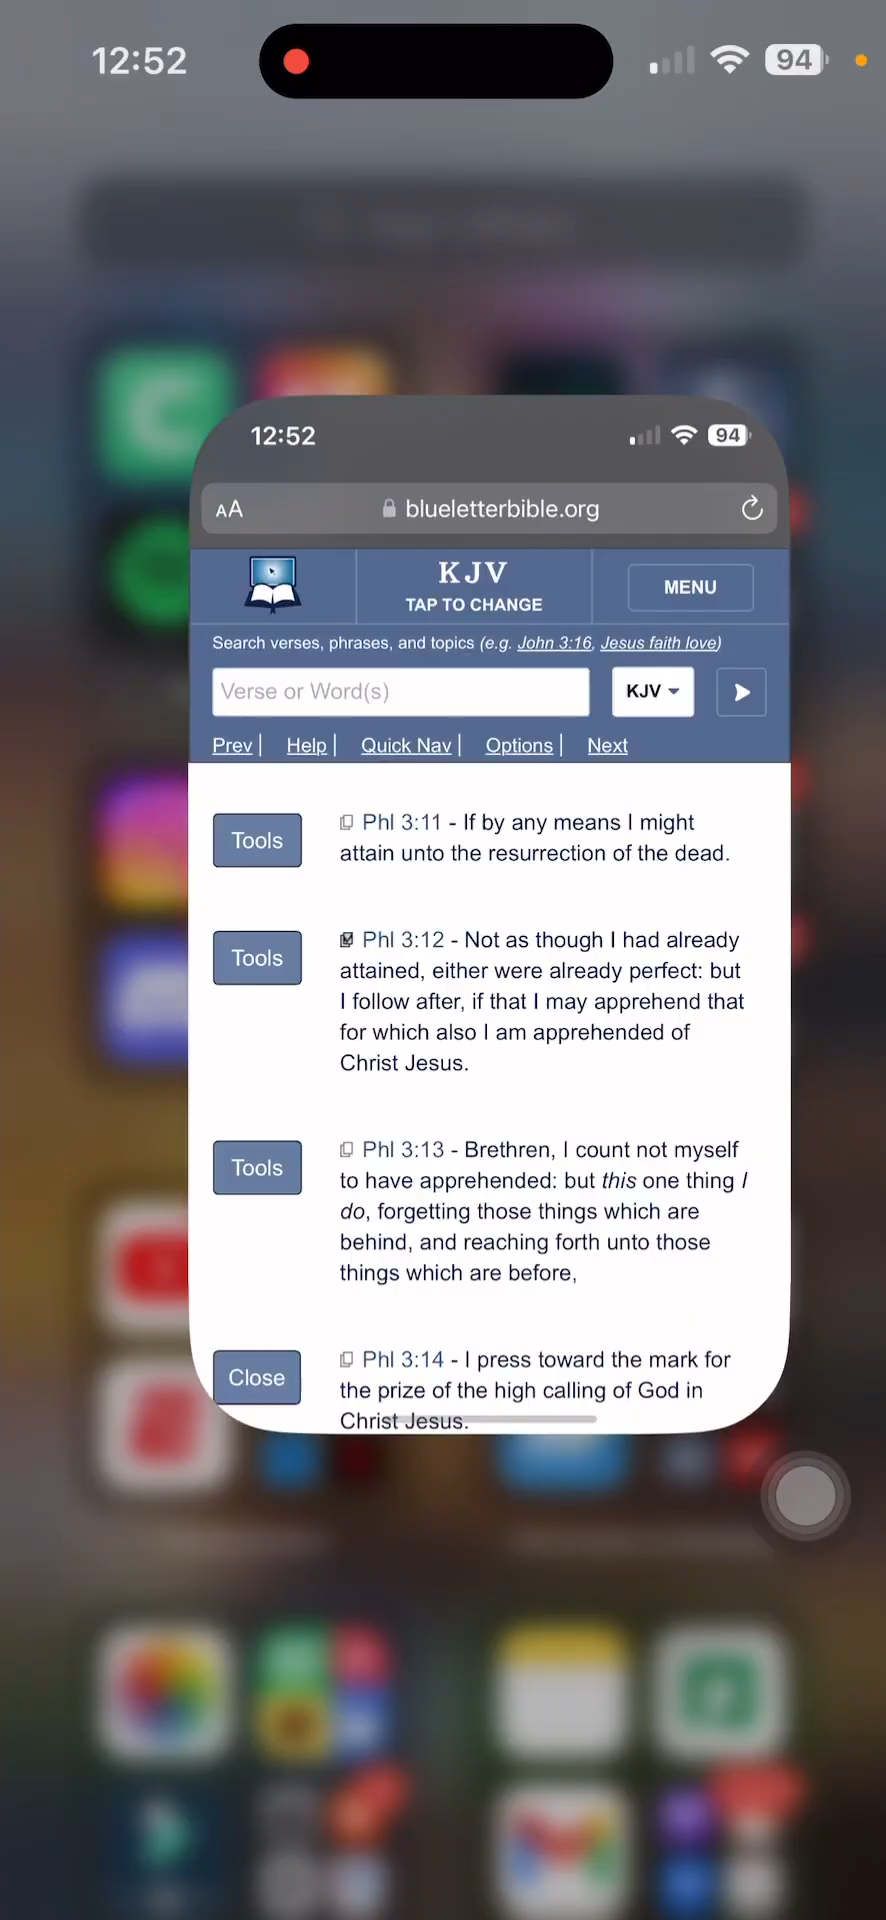 12:52
94
12:52
94
AA
blueletterbible.org
KJV
TAP TO CHANGE
MENU
Search verses, phrases, and topics (e.g. John 3:16, Jesus faith love)
Verse or Word(s)
KJV
Prev | Help | Quick Nav | Options | Next
Tools
Phl 3:11 - If by any means I might
attain unto the resurrection of the dead.
Tools
Phl 3:12 - Not as though I had already
attained, either were already perfect: but
I follow after, if that I may apprehend that
for which also I am apprehended of
Christ Jesus.
Tools
Phl 3:13 - Brethren, I count not myself
to have apprehended: but this one thing I
do, forgetting those things which are
behind, and reaching forth unto those
things which are before,
Close
Phl 3:14 - I press toward the mark for
the prize of the high calling of God in
Christ Jesus.